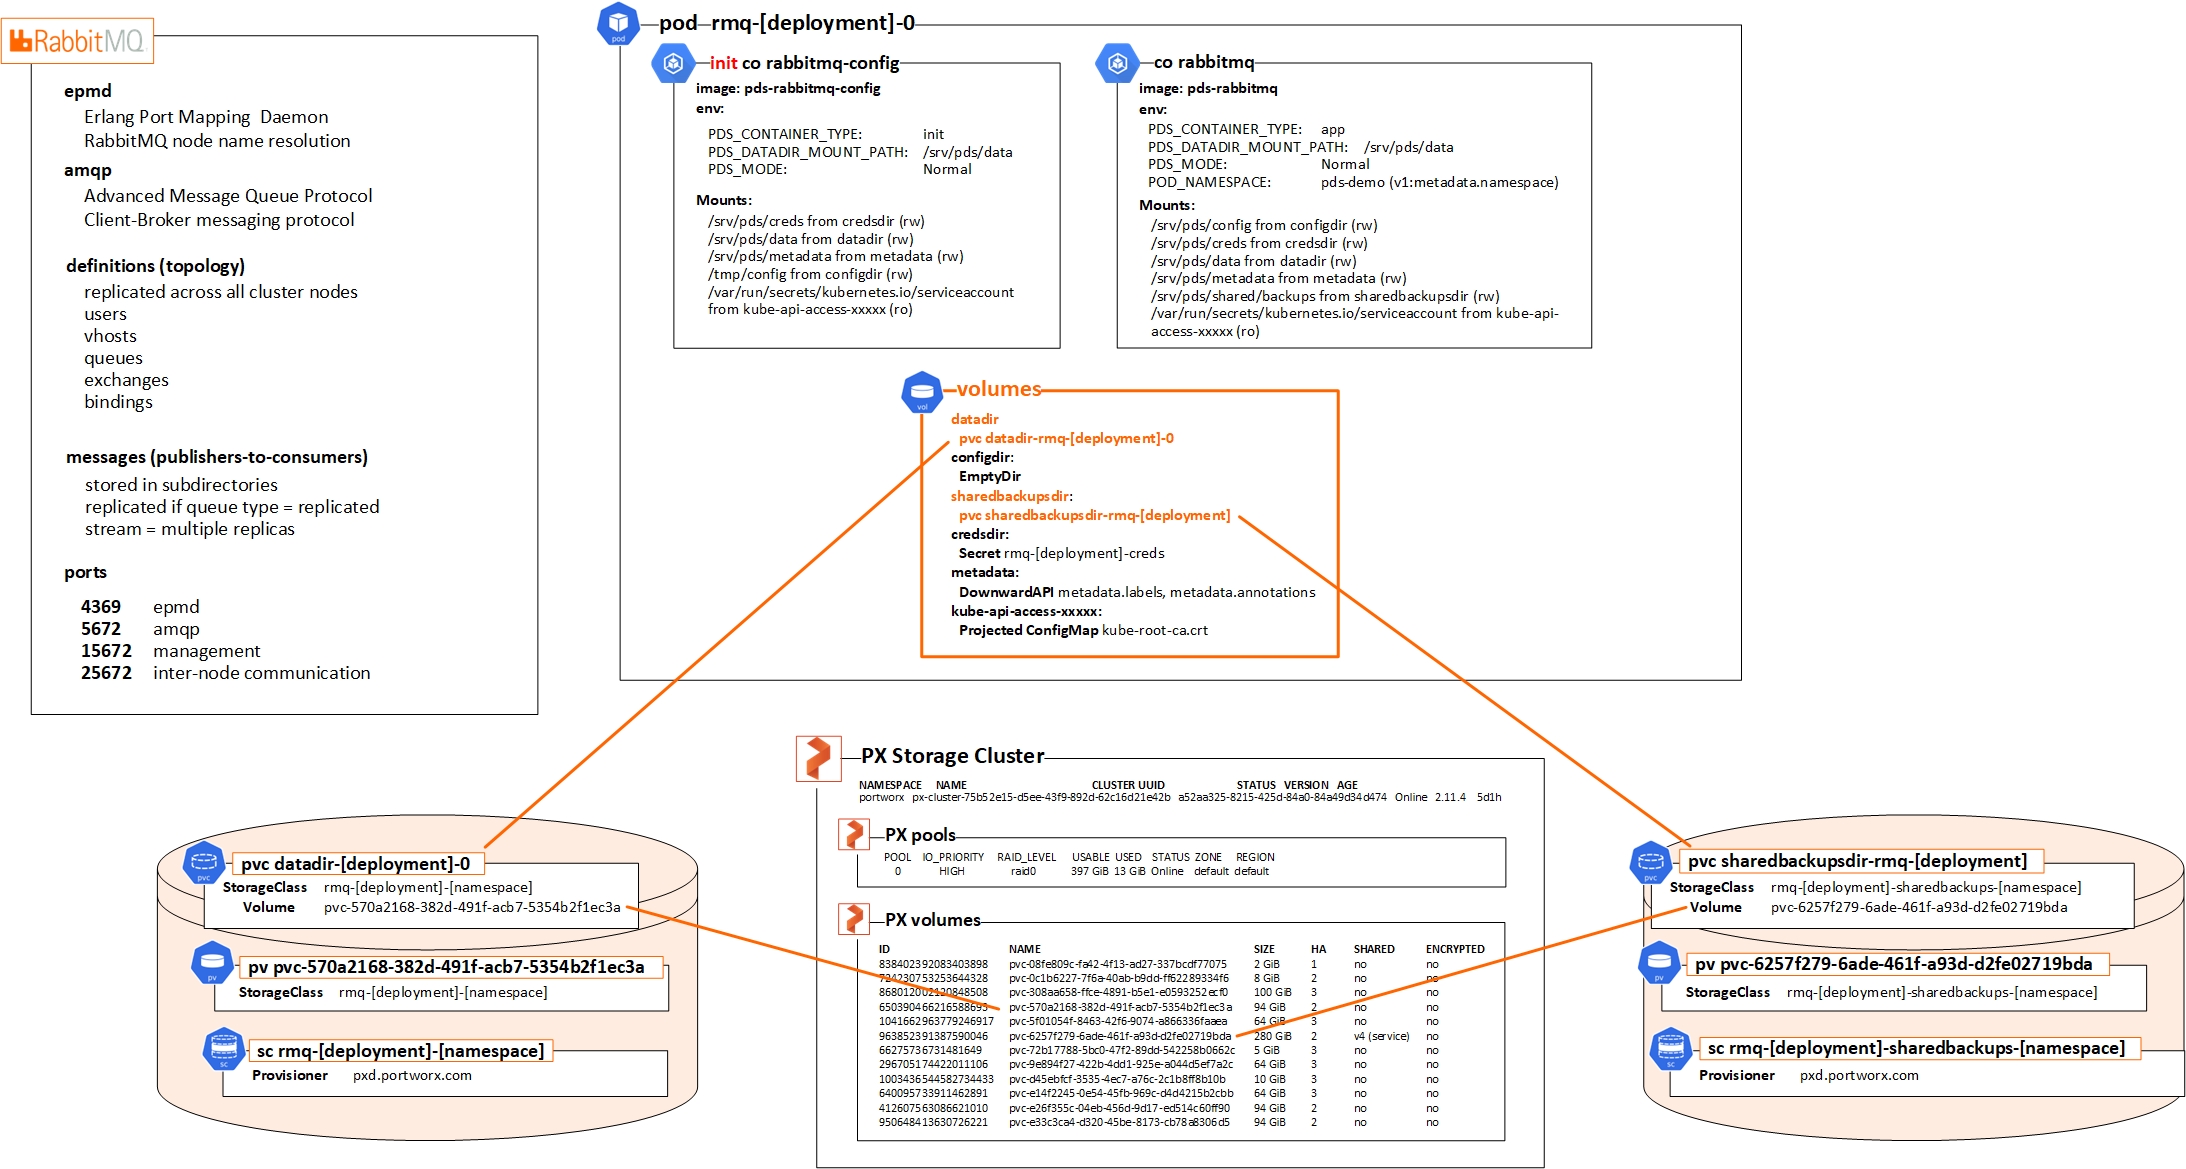 RabbitMQ
epmd
Erlang Port Mapping Daemon
RabbitMQ node name resolution
amqp
Advanced Message Queue Protocol
Client-Broker messaging protocol
definitions (topology)
replicated across all cluster nodes
users
vhosts
queues
exchanges
bindings
messages (publishers-to-consumers)
stored in subdirectories
replicated if queue type = replicated
stream = multiple replicas
ports
4369 epmd
5672 amqp
15672 management
25672 inter-node communication
pod
pod rmq-[deployment]-0
init co rabbitmq-config
image: pds-rabbitmq-config
env:
PDS_CONTAINER_TYPE: init
PDS_DATADIR_MOUNT_PATH: /srv/pds/data
PDS_MODE: Normal
Mounts:
/srv/pds/creds from credsdir (rw)
/srv/pds/data from datadir (rw)
/srv/pds/metadata from metadata (rw)
/tmp/config from configdir (rw)
/var/run/secrets/kubernetes.io/serviceaccount
from kube-api-access-xxxxx (ro)
co rabbitmq
image: pds-rabbitmq
env:
PDS_CONTAINER_TYPE: app
PDS_DATADIR_MOUNT_PATH: /srv/pds/data
PDS_MODE: Normal
POD_NAMESPACE: pds-demo (v1:metadata.namespace)
Mounts:
/srv/pds/config from configdir (rw)
/srv/pds/creds from credsdir (rw)
/srv/pds/data from datadir (rw)
/srv/pds/metadata from metadata (rw)
/srv/pds/shared/backups from sharedbackupsdir (rw)
/var/run/secrets/kubernetes.io/serviceaccount from kube-api-
access-xxxxx (ro)
vol
volumes
datadir
pvc datadir-rmq-[deployment]-0
configdir:
EmptyDir
sharedbackupsdir:
pvc sharedbackupsdir-rmq-[deployment]
credsdir:
Secret rmq-[deployment]-creds
metadata:
DownwardAPI metadata.labels, metadata.annotations
kube-api-access-xxxxx:
Projected ConfigMap kube-root-ca.crt
pvc
pvc datadir-[deployment]-0
StorageClass rmq-[deployment]-[namespace]
Volume pvc-570a2168-382d-491f-acb7-5354b2f1ec3a
pv
pv pvc-570a2168-382d-491f-acb7-5354b2f1ec3a
StorageClass rmq-[deployment]-[namespace]
sc
sc rmq-[deployment]-[namespace]
Provisioner pxd.portworx.com
PX Storage Cluster
NAMESPACE NAME CLUSTER UUID STATUS VERSION AGE
portworx px-cluster-75b52e15-d5ee-43f9-892d-62c16d21e42b a52aa325-8215-425d-84a0-84a49d34d474 Online 2.11.4 5d1h
PX pools
POOL IO_PRIORITY RAID_LEVEL USABLE USED STATUS ZONE REGION
0 HIGH raid0 397 GiB 13 GiB Online default default
PX volumes
ID NAME SIZE HA SHARED ENCRYPTED
838402392083403898 pvc-08fe809c-fa42-4f13-ad27-337bcdf77075 2 GiB 1 no no
724230753253644328 pvc-0c1b6227-7f6a-40ab-b9dd-ff62289334f6 8 GiB 2 no no
868012002120848508 pvc-308aa658-ffce-4891-b5e1-e0593252ecf0 100 GiB 3 no no
650390466216588695 pvc-570a2168-382d-491f-acb7-5354b2f1ec3a 94 GiB 2 no no
1041662963779246917 pvc-5f01054f-8463-42f6-9074-a866336faaea 64 GiB 3 no no
963852391387590046 pvc-6257f279-6ade-461f-a93d-d2fe02719bda 280 GiB 2 v4 (service) no
66275736731481649 pvc-72b17788-5bc0-47f2-89dd-542258b0662c 5 GiB 3 no no
296705174422011106 pvc-9e894f27-422b-4dd1-925e-a044d5ef7a2c 64 GiB 3 no no
1003436544582734433 pvc-d45ebfcf-3535-4ec7-a76c-2c1b8ff8b10b 10 GiB 3 no no
640095733911462891 pvc-e14f2245-0e54-45fb-969c-d4d4215b2cbb 64 GiB 3 no no
412607563086621010 pvc-e26f355c-04eb-456d-9d17-ed514c60ff90 94 GiB 2 no no
950648413630726221 pvc-e33c3ca4-d320-45be-8173-cb78a8306d5 94 GiB 2 no no
pvc
pvc sharedbackupsdir-rmq-[deployment]
StorageClass rmq-[deployment]-sharedbackups-[namespace]
Volume pvc-6257f279-6ade-461f-a93d-d2fe02719bda
pv
pv pvc-6257f279-6ade-461f-a93d-d2fe02719bda
StorageClass rmq-[deployment]-sharedbackups-[namespace]
sc
sc rmq-[deployment]-sharedbackups-[namespace]
Provisioner pxd.portworx.com